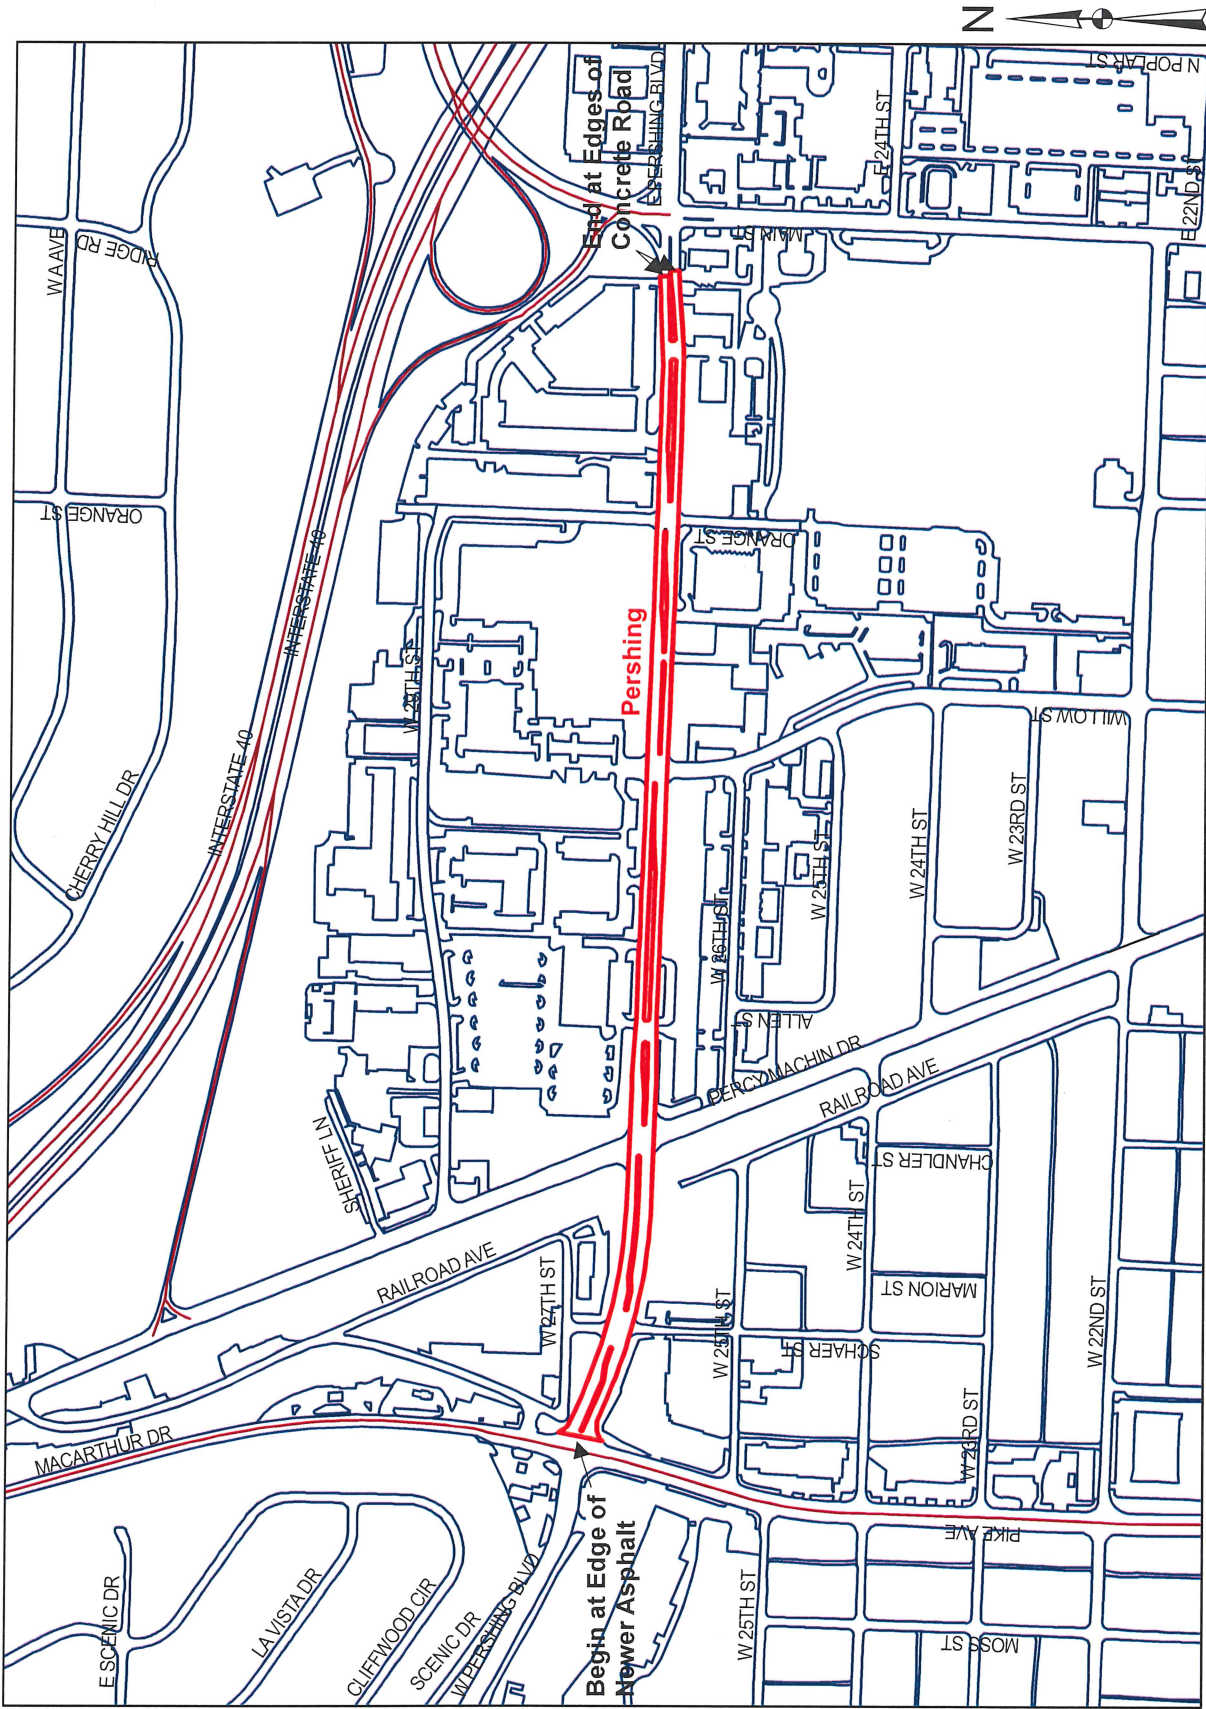 N
W A AVE
RIDGE RD
ORANGE ST
INTERSTATE 40
INTERSTATE 40
CHERRY HILL DR
End at Edges of
Concrete Road
E PERSHING BLVD
MAIN ST
E 24TH ST
N POPLAR ST
E 22ND ST
ORANGE ST
Pershing
WILLOW ST
W 23RD ST
W 24TH ST
W 25TH ST
W 26TH ST
ALLEN ST
PERCY MACHIN DR
RAILROAD AVE
SHERIFF LN
RAILROAD AVE
W 27TH ST
CHANDLER ST
W 24TH ST
MARION ST
W 25TH ST
SCHAER ST
W 22ND ST
W 23RD ST
MACARTHUR DR
PIKE AVE
Begin at Edge of
Newer Asphalt
E SCENIC DR
LA VISTA DR
CLIFFWOOD CIR
SCENIC DR
W PERSHING BLVD
W 25TH ST
MOSS ST